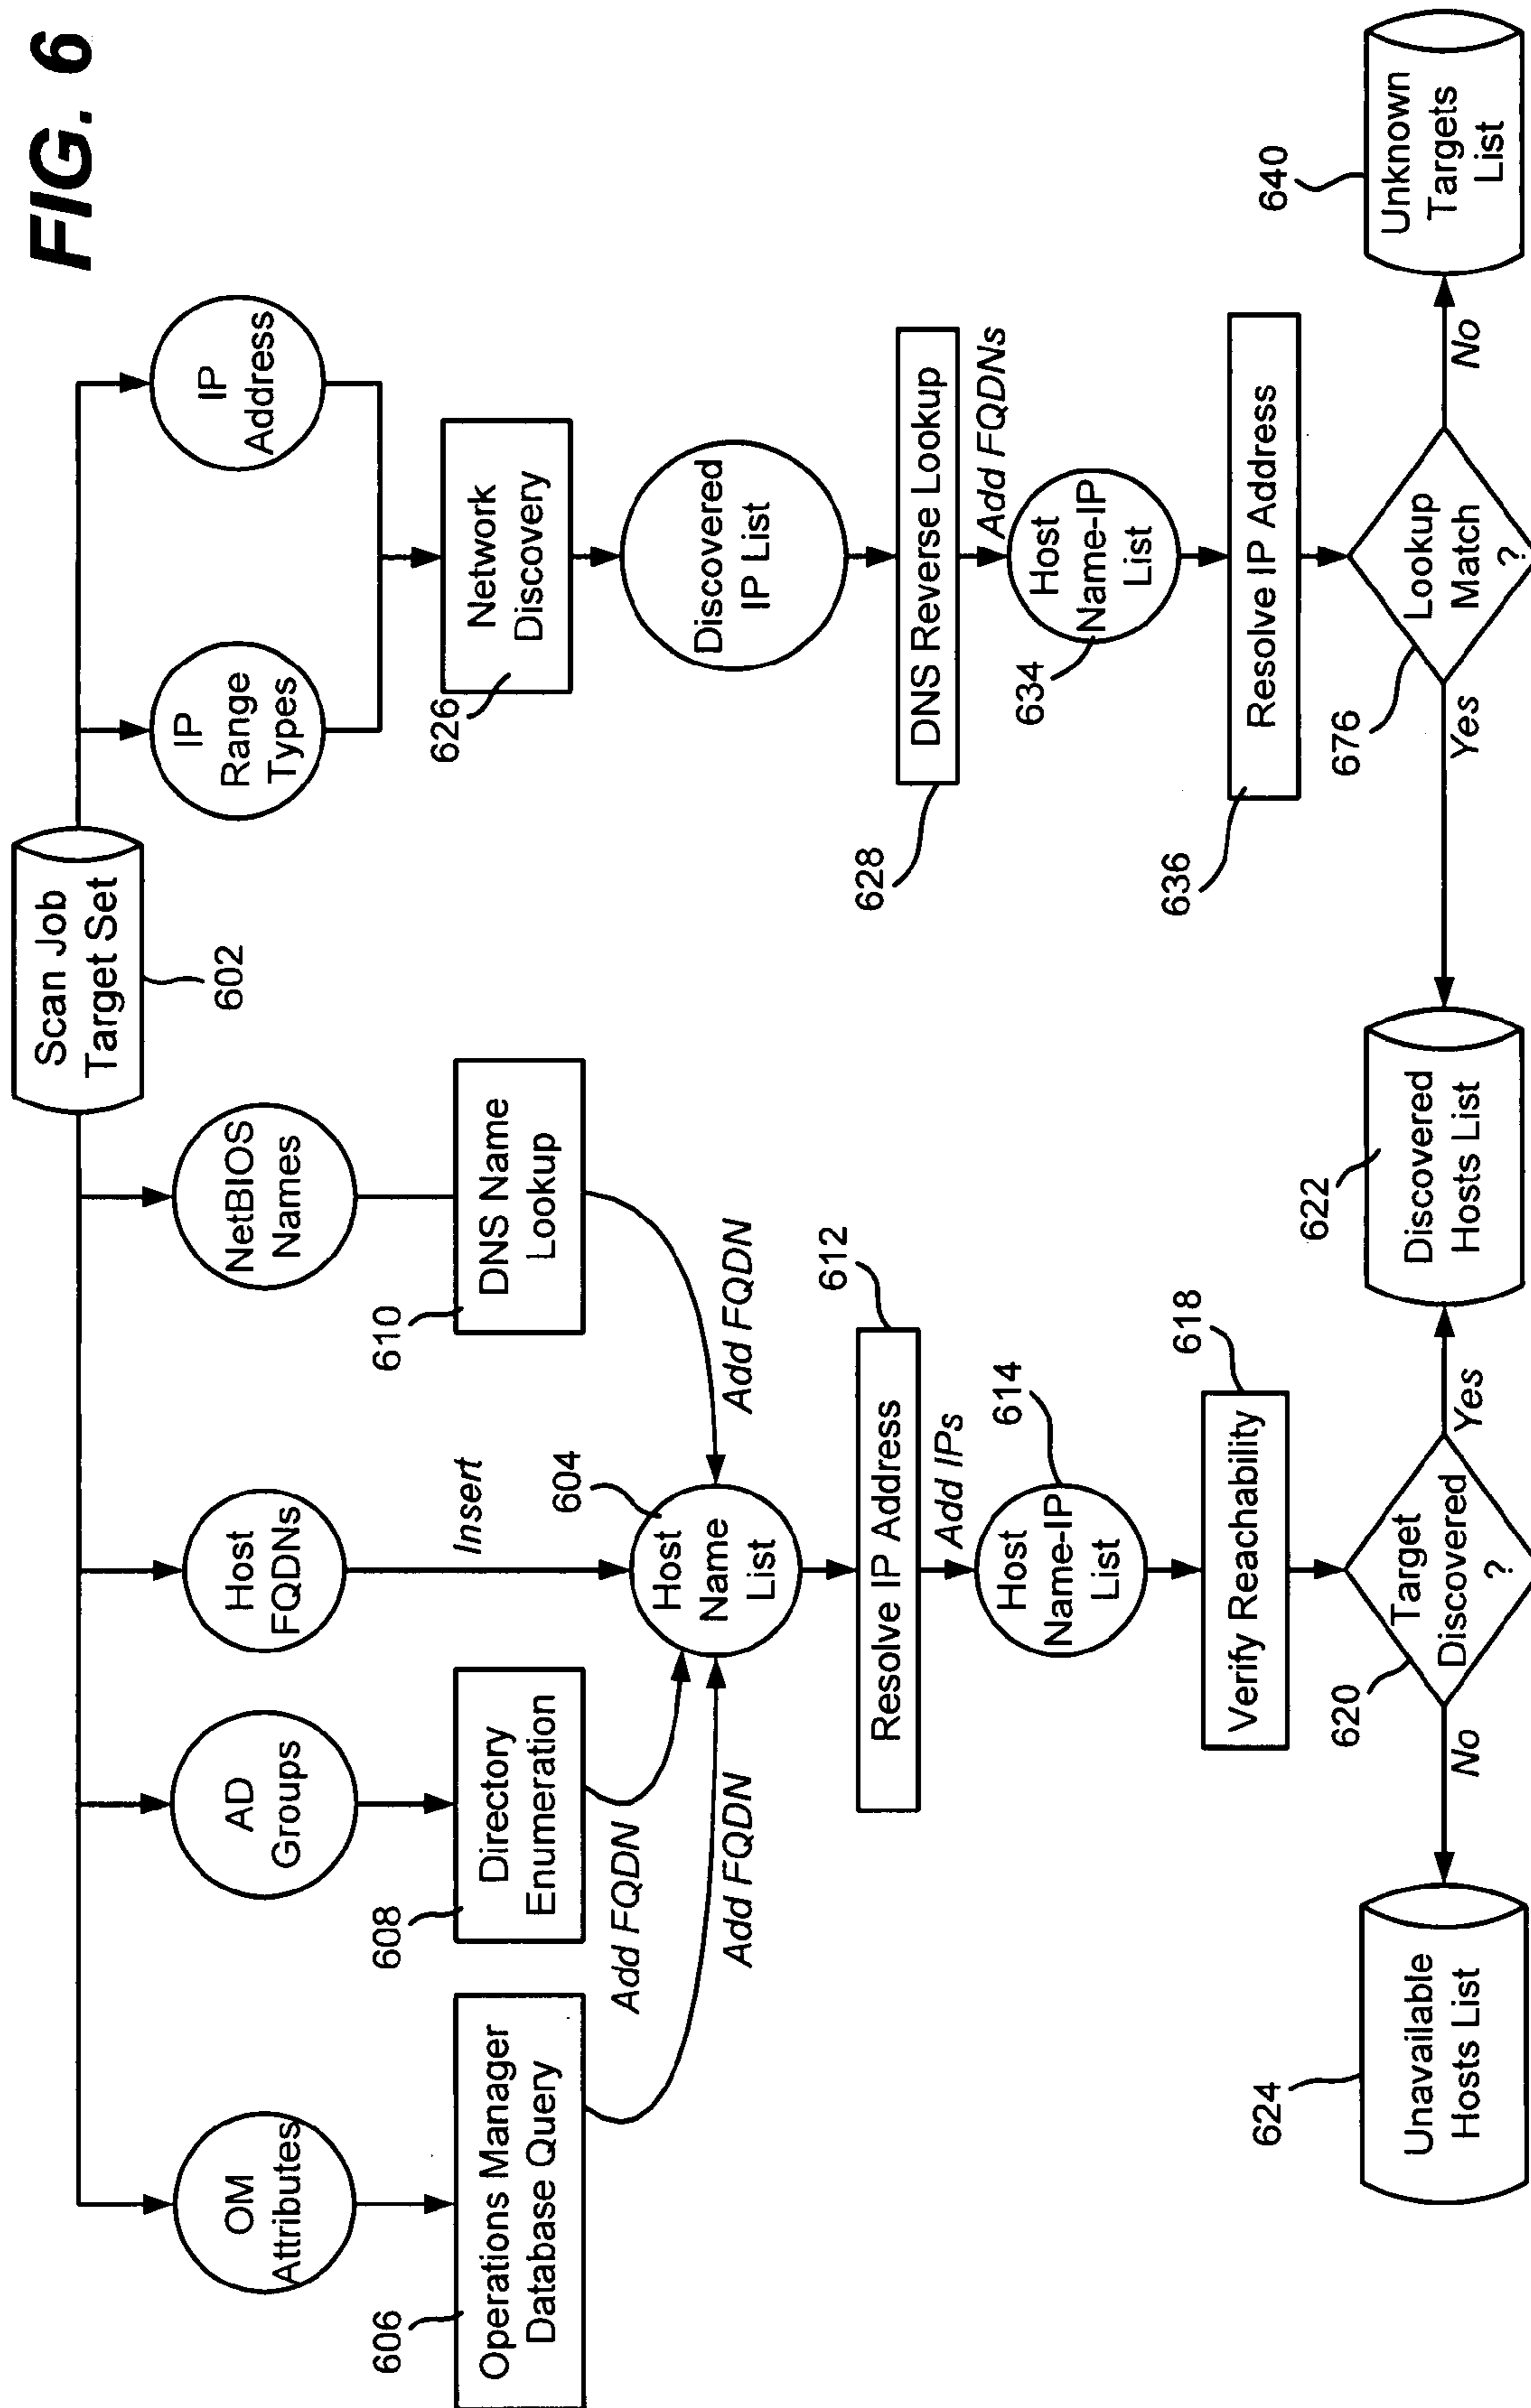 FIG. 6
Scan Job
Target Set
602
OM
Attributes
AD
Groups
Host
FQDNs
NetBIOS
Names
IP
Range
Types
IP
Address
606
Operations Manager
Database Query
608
Directory
Enumeration
Insert
610
DNS Name
Lookup
626
Network
Discovery
Add FQDN
Add FQDN
Add FQDN
604
Host
Name
List
Discovered
IP List
612
Resolve IP Address
Add IPs
628
DNS Reverse Lookup
Add FQDNs
614
Host
Name-IP
List
634
Host
Name-IP
List
618
Verify Reachability
636
Resolve IP Address
620
Target
Discovered
?
No
Yes
676
Lookup
Match
?
Yes
No
624
Unavailable
Hosts List
622
Discovered
Hosts List
640
Unknown
Targets
List